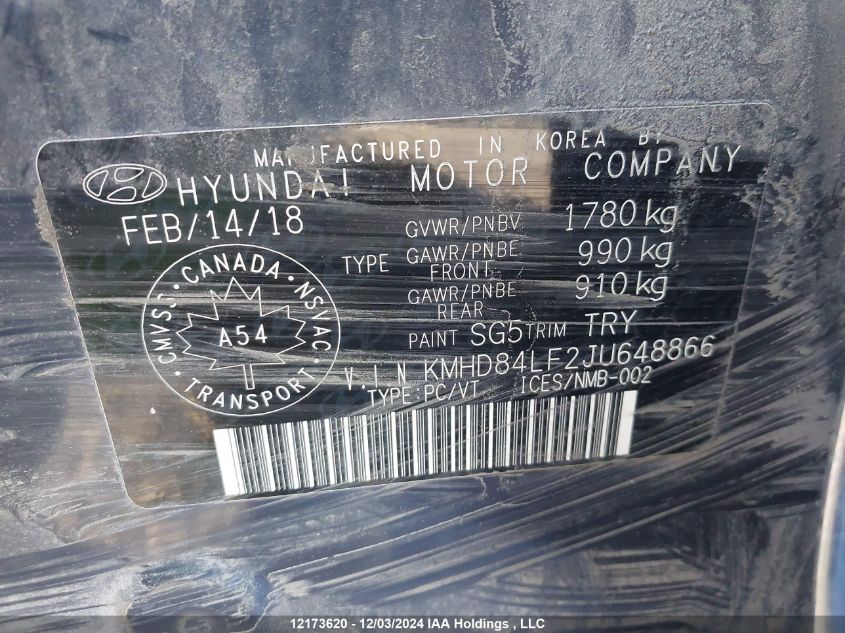 MANUFACTURED IN KOREA BY
HYUNDAI MOTOR COMPANY
FEB/14/18
GVWR/PNBV 1780 kg
TYPE GAWR/PNBE FRONT 990 kg
GAWR/PNBE REAR 910 kg
PAINT SG5 TRIM TRY
V.I.N KMHD84LF2JU648866
TYPE:PC/VT ICES/NMB-002
CMVSS·CANADA·NSVAC
A54
TRANSPORT
12173620 - 12/03/2024 IAA Holdings , LLC